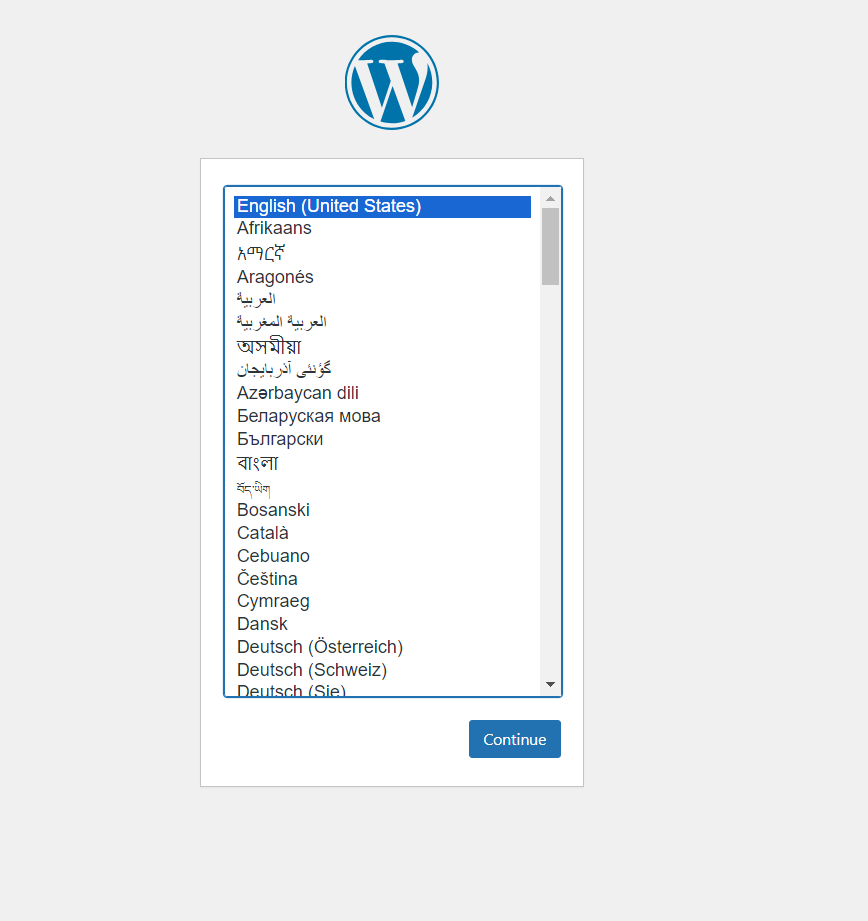 English (United States)
Afrikaans
አማርኛ
Aragonés
العربية
العربية المغربية
অসমীয়া
گؤنئی آذربایجان
Azərbaycan dili
Беларуская мова
Български
বাংলা
བོད་ཡིག
Bosanski
Català
Cebuano
Čeština
Cymraeg
Dansk
Deutsch (Österreich)
Deutsch (Schweiz)
Deutsch (Sie)
Continue